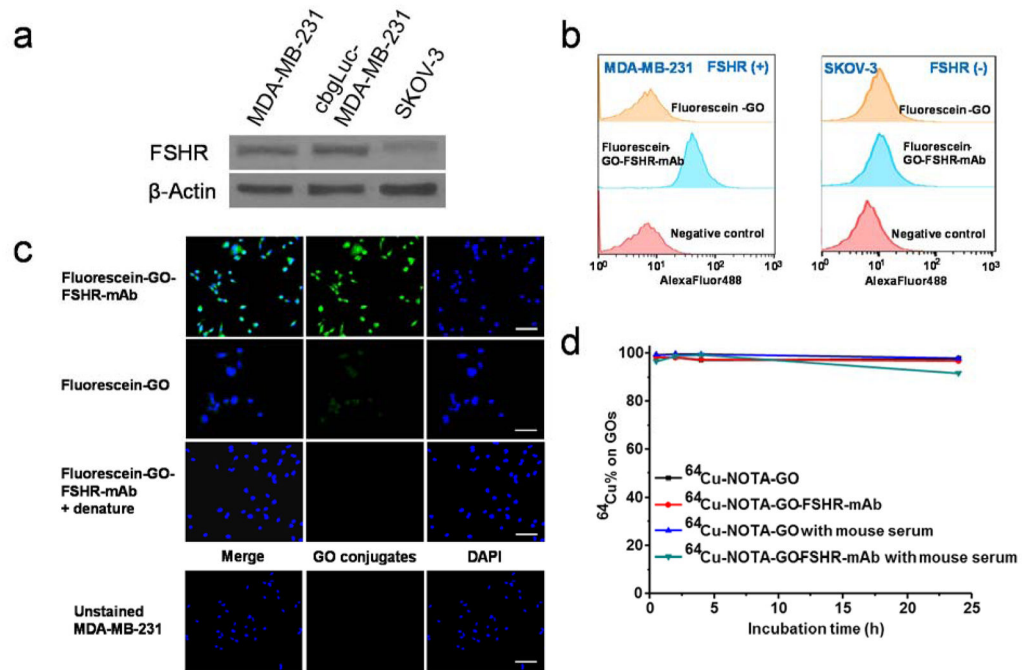 a
MDA-MB-231
cbgLuc-
MDA-MB-231
SKOV-3
FSHR
β-Actin
b
MDA-MB-231 FSHR (+)
Fluorescein -GO
Fluorescein-
GO-FSHR-mAb
Negative control
10⁰ 10¹ 10² 10³
AlexaFluor488
SKOV-3 FSHR (-)
Fluorescein -GO
Fluorescein-
GO-FSHR-mAb
Negative control
10⁰ 10¹ 10² 10³
AlexaFluor488
c
Fluorescein-GO-
FSHR-mAb
Fluorescein-GO
Fluorescein-GO-
FSHR-mAb
+ denature
Merge GO conjugates DAPI
Unstained
MDA-MB-231
d
⁶⁴Cu% on GOs
100
80
60
40
20
0
⁶⁴Cu-NOTA-GO
⁶⁴Cu-NOTA-GO-FSHR-mAb
⁶⁴Cu-NOTA-GO with mouse serum
⁶⁴Cu-NOTA-GO-FSHR-mAb with mouse serum
0 5 10 15 20 25
Incubation time (h)